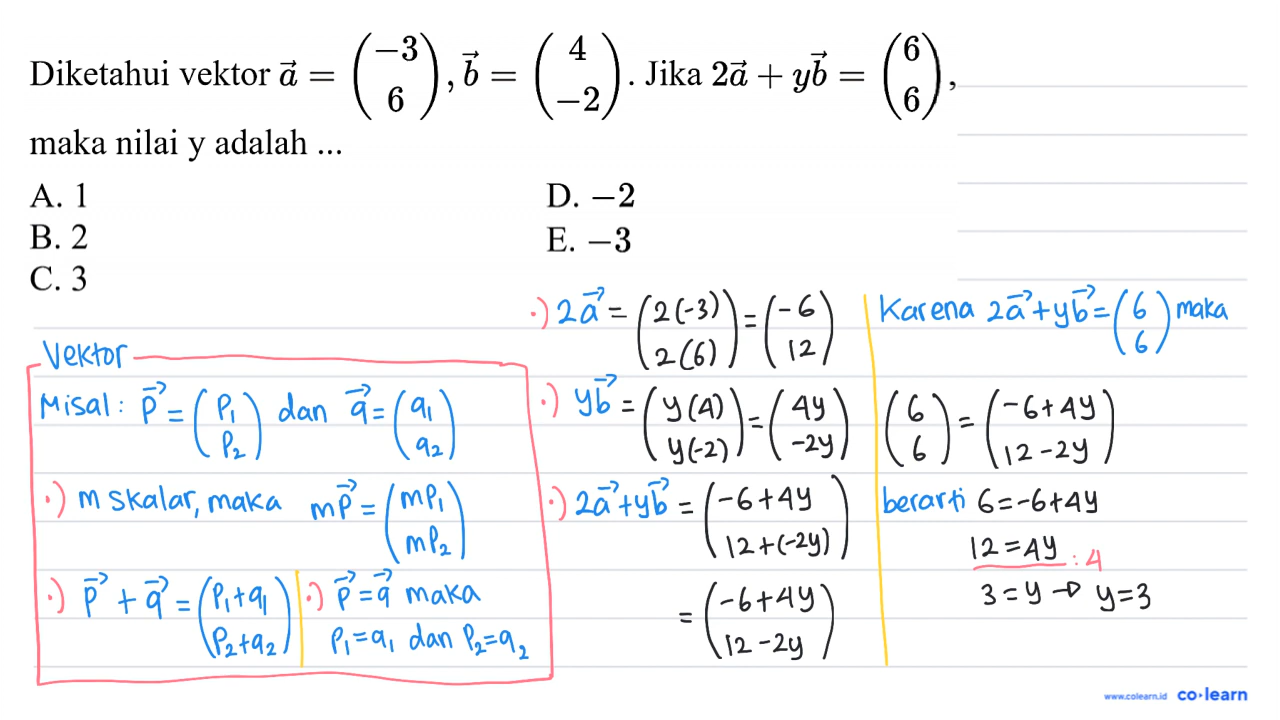 Diketahui vektor a⃗ = (−3 6), b⃗ = (4 −2). Jika 2a⃗ + yb⃗ = (6 6),
maka nilai y adalah ...
A. 1
B. 2
C. 3
D. −2
E. −3
Vektor
Misal: p⃗ = (p₁ p₂) dan q⃗ = (q₁ q₂)
·) m skalar, maka mp⃗ = (mp₁ mp₂)
·) p⃗ + q⃗ = (p₁+q₁ p₂+q₂)
·) p⃗ = q⃗ maka
p₁=q₁ dan p₂=q₂
·) 2a⃗ = (2(-3) 2(6)) = (-6 12)
·) yb⃗ = (y(4) y(-2)) = (4y -2y)
·) 2a⃗+yb⃗ = (-6+4y 12+(-2y))
= (-6+4y 12-2y)
Karena 2a⃗+yb⃗ = (6 6) maka
(6 6) = (-6+4y 12-2y)
berarti 6=-6+4y
12=4y :4
3=y → y=3
www.colearn.id co·learn